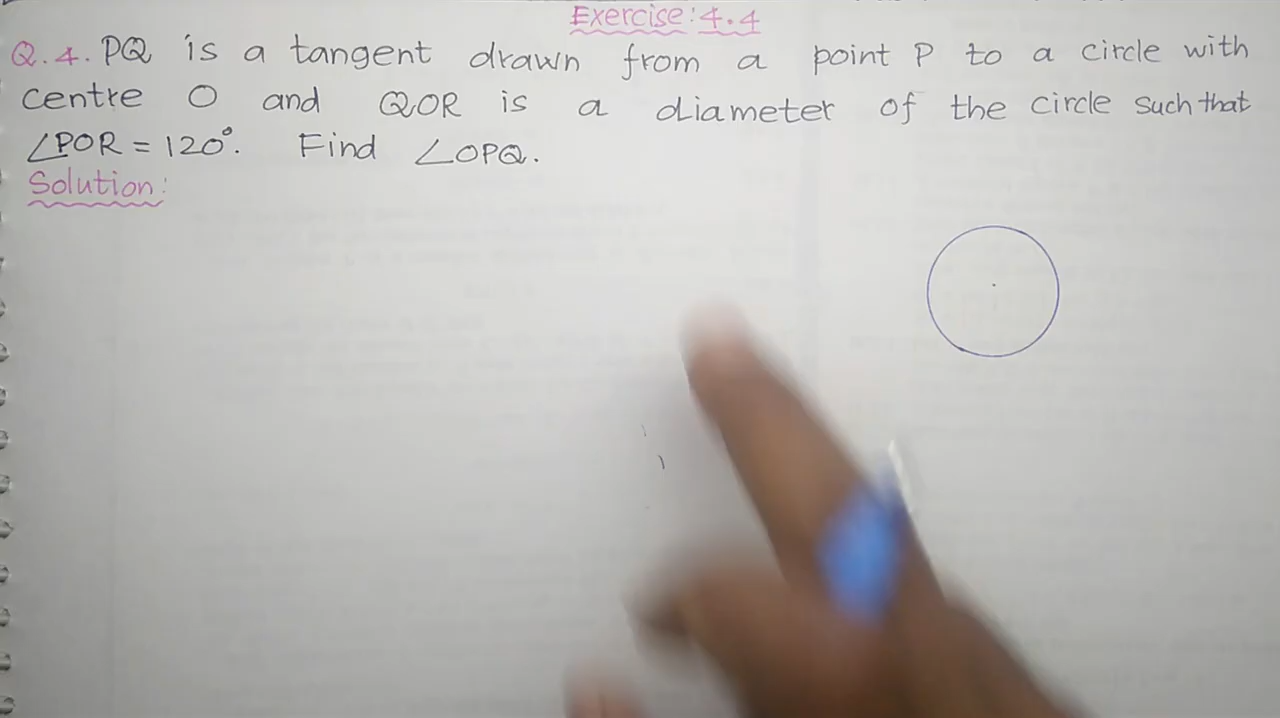 Exercise: 4.4
Q.4. PQ is a tangent drawn from a point P to a circle with
centre O and QOR is a diameter of the circle such that
∠POR = 120°. Find ∠OPQ.
Solution: